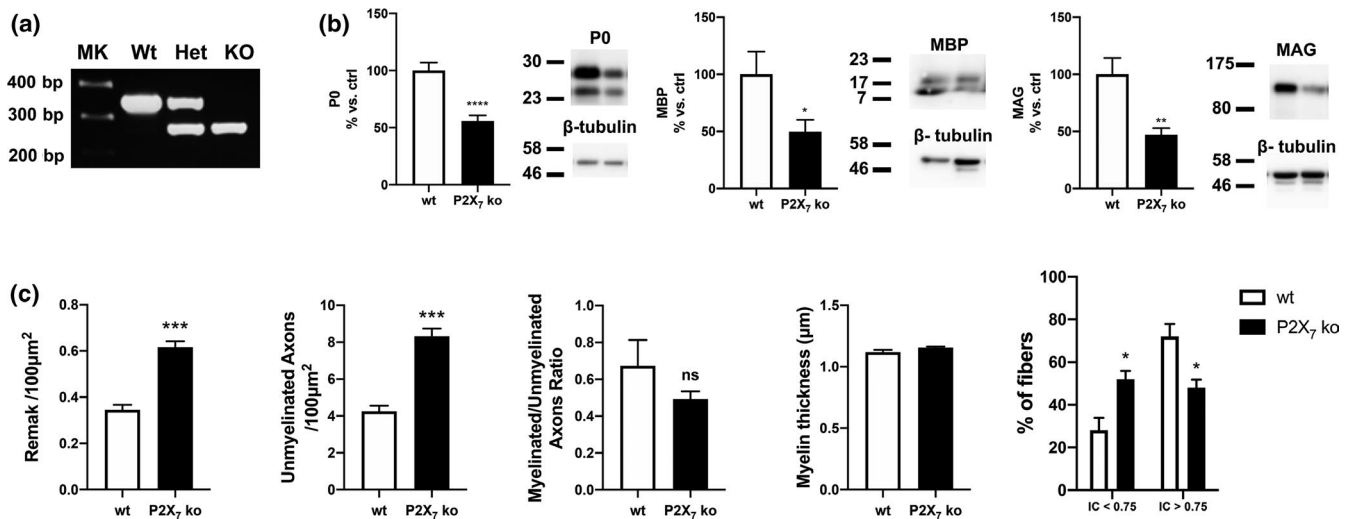 (a)
MK Wt Het KO
400 bp
300 bp
200 bp
(b)
P0
% vs. ctrl
150
100
50
0
****
wt P2X7 ko
P0
30
23
β-tubulin
58
46
MBP
% vs. ctrl
150
100
50
0
*
wt P2X7 ko
MBP
23
17
7
β- tubulin
58
46
MAG
% vs. ctrl
150
100
50
0
**
wt P2X7 ko
MAG
175
80
β- tubulin
58
46
(c)
Remak /100µm²
0.8
0.6
0.4
0.2
0.0
***
wt P2X7 ko
Unmyelinated Axons
/100µm²
10
8
6
4
2
0
***
wt P2X7 ko
Myelinated/Unmyelinated
Axons Ratio
1.0
0.8
0.6
0.4
0.2
0.0
ns
wt P2X7 ko
Myelin thickness (µm)
1.5
1.0
0.5
0.0
wt P2X7 ko
% of fibers
100
80
60
40
20
0
*
*
IC < 0.75 IC > 0.75
wt
P2X7 ko